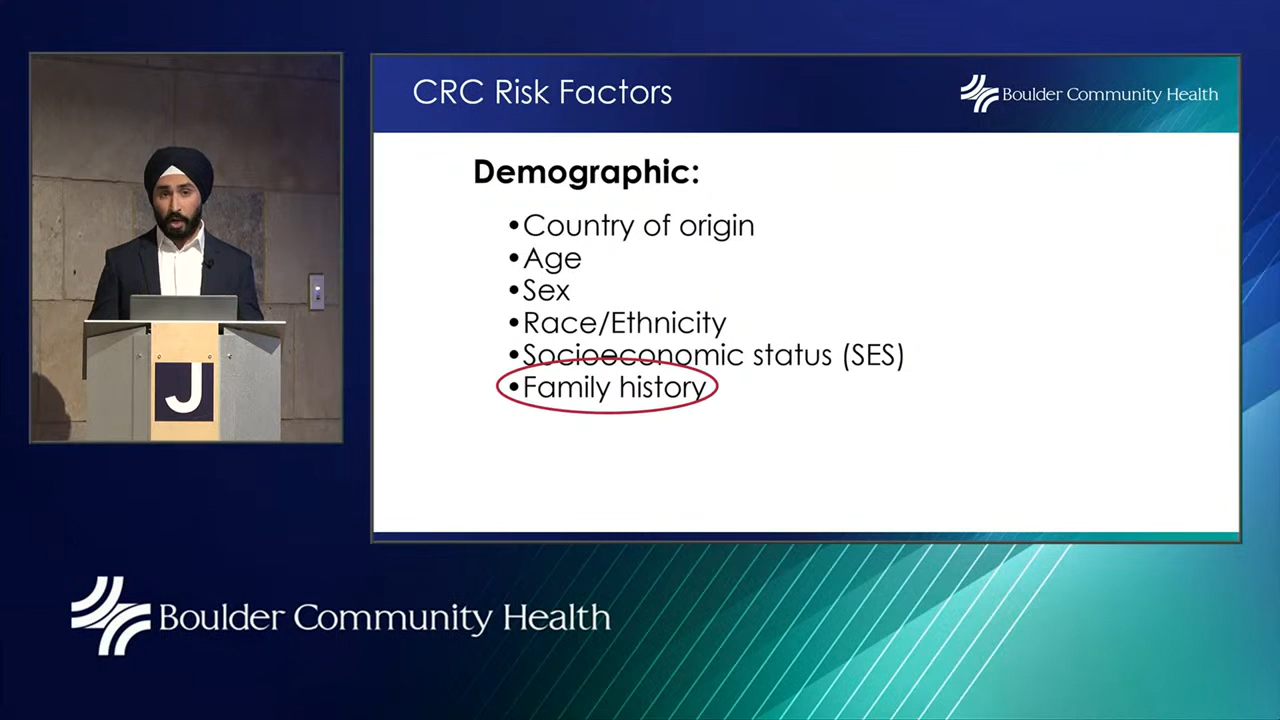 CRC Risk Factors
Boulder Community Health
Demographic:
•Country of origin
•Age
•Sex
•Race/Ethnicity
•Socioeconomic status (SES)
•Family history
J
Boulder Community Health